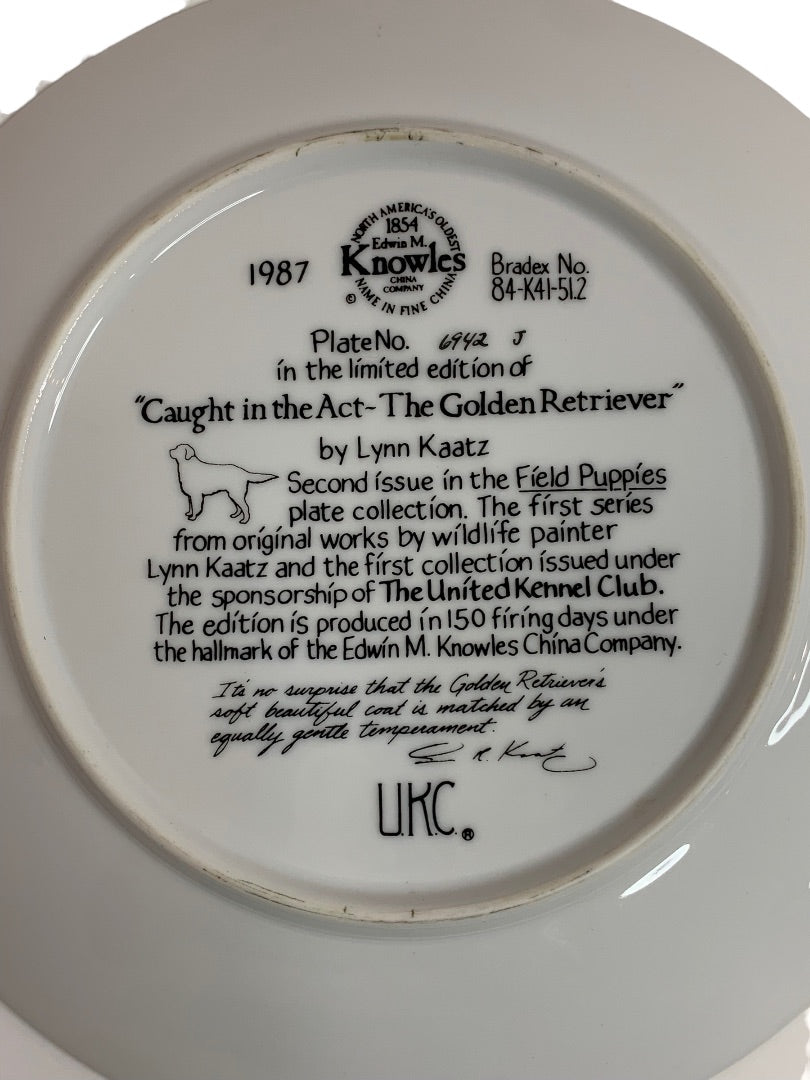 NORTH AMERICA'S OLDEST
1854
Edwin M.
Knowles
CHINA
COMPANY
© NAME IN FINE CHINA
1987
Bradex No.
84-K41-51.2
Plate No. 6942 J
in the limited edition of
"Caught in the Act~The Golden Retriever"
by Lynn Kaatz
Second issue in the Field Puppies
plate collection. The first series
from original works by wildlife painter
Lynn Kaatz and the first collection issued under
the sponsorship of The United Kennel Club.
The edition is produced in 150 firing days under
the hallmark of the Edwin M. Knowles China Company.
It's no surprise that the Golden Retriever's
soft beautiful coat is matched by an
equally gentle temperament.
R. Kaatz
U.K.C.®